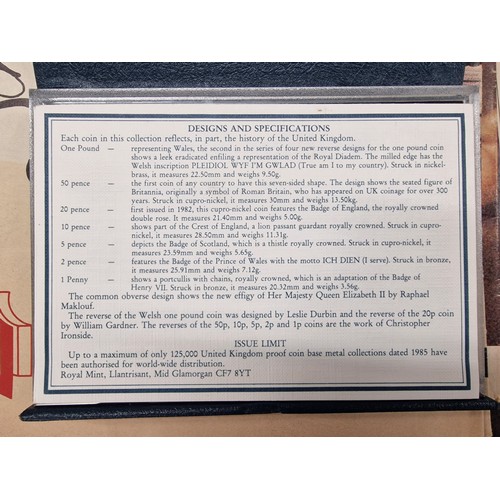 DESIGNS AND SPECIFICATIONS
Each coin in this collection reflects, in part, the history of the United Kingdom.
One Pound — representing Wales, the second in the series of four new reverse designs for the one pound coin
shows a leek eradicated enfiling a representation of the Royal Diadem. The milled edge has the
Welsh inscription PLEIDIOL WYF I'M GWLAD (True am I to my country). Struck in nickel-
brass, it measures 22.50mm and weighs 9.50g.
50 pence — the first coin of any country to have this seven-sided shape. The design shows the seated figure of
Britannia, originally a symbol of Roman Britain, who has appeared on UK coinage for over 300
years. Struck in cupro-nickel, it measures 30mm and weighs 13.50kg.
20 pence — first issued in 1982, this cupro-nickel coin features the Badge of England, the royally crowned
double rose. It measures 21.40mm and weighs 5.00g.
10 pence — shows part of the Crest of England, a lion passant guardant royally crowned. Struck in cupro-
nickel, it measures 28.50mm and weighs 11.31g.
5 pence — depicts the Badge of Scotland, which is a thistle royally crowned. Struck in cupro-nickel, it
measures 23.59mm and weighs 5.65g.
2 pence — features the Badge of the Prince of Wales with the motto ICH DIEN (I serve). Struck in bronze,
it measures 25.91mm and weighs 7.12g.
1 Penny — shows a portcullis with chains, royally crowned, which is an adaptation of the Badge of
Henry VII. Struck in bronze, it measures 20.32mm and weighs 3.56g.
The common obverse design shows the new effigy of Her Majesty Queen Elizabeth II by Raphael
Maklouf.
The reverse of the Welsh one pound coin was designed by Leslie Durbin and the reverse of the 20p coin
by William Gardner. The reverses of the 50p, 10p, 5p, 2p and 1p coins are the work of Christopher
Ironside.
ISSUE LIMIT
Up to a maximum of only 125,000 United Kingdom proof coin base metal collections dated 1985 have
been authorised for world-wide distribution.
Royal Mint, Llantrisant, Mid Glamorgan CF7 8YT